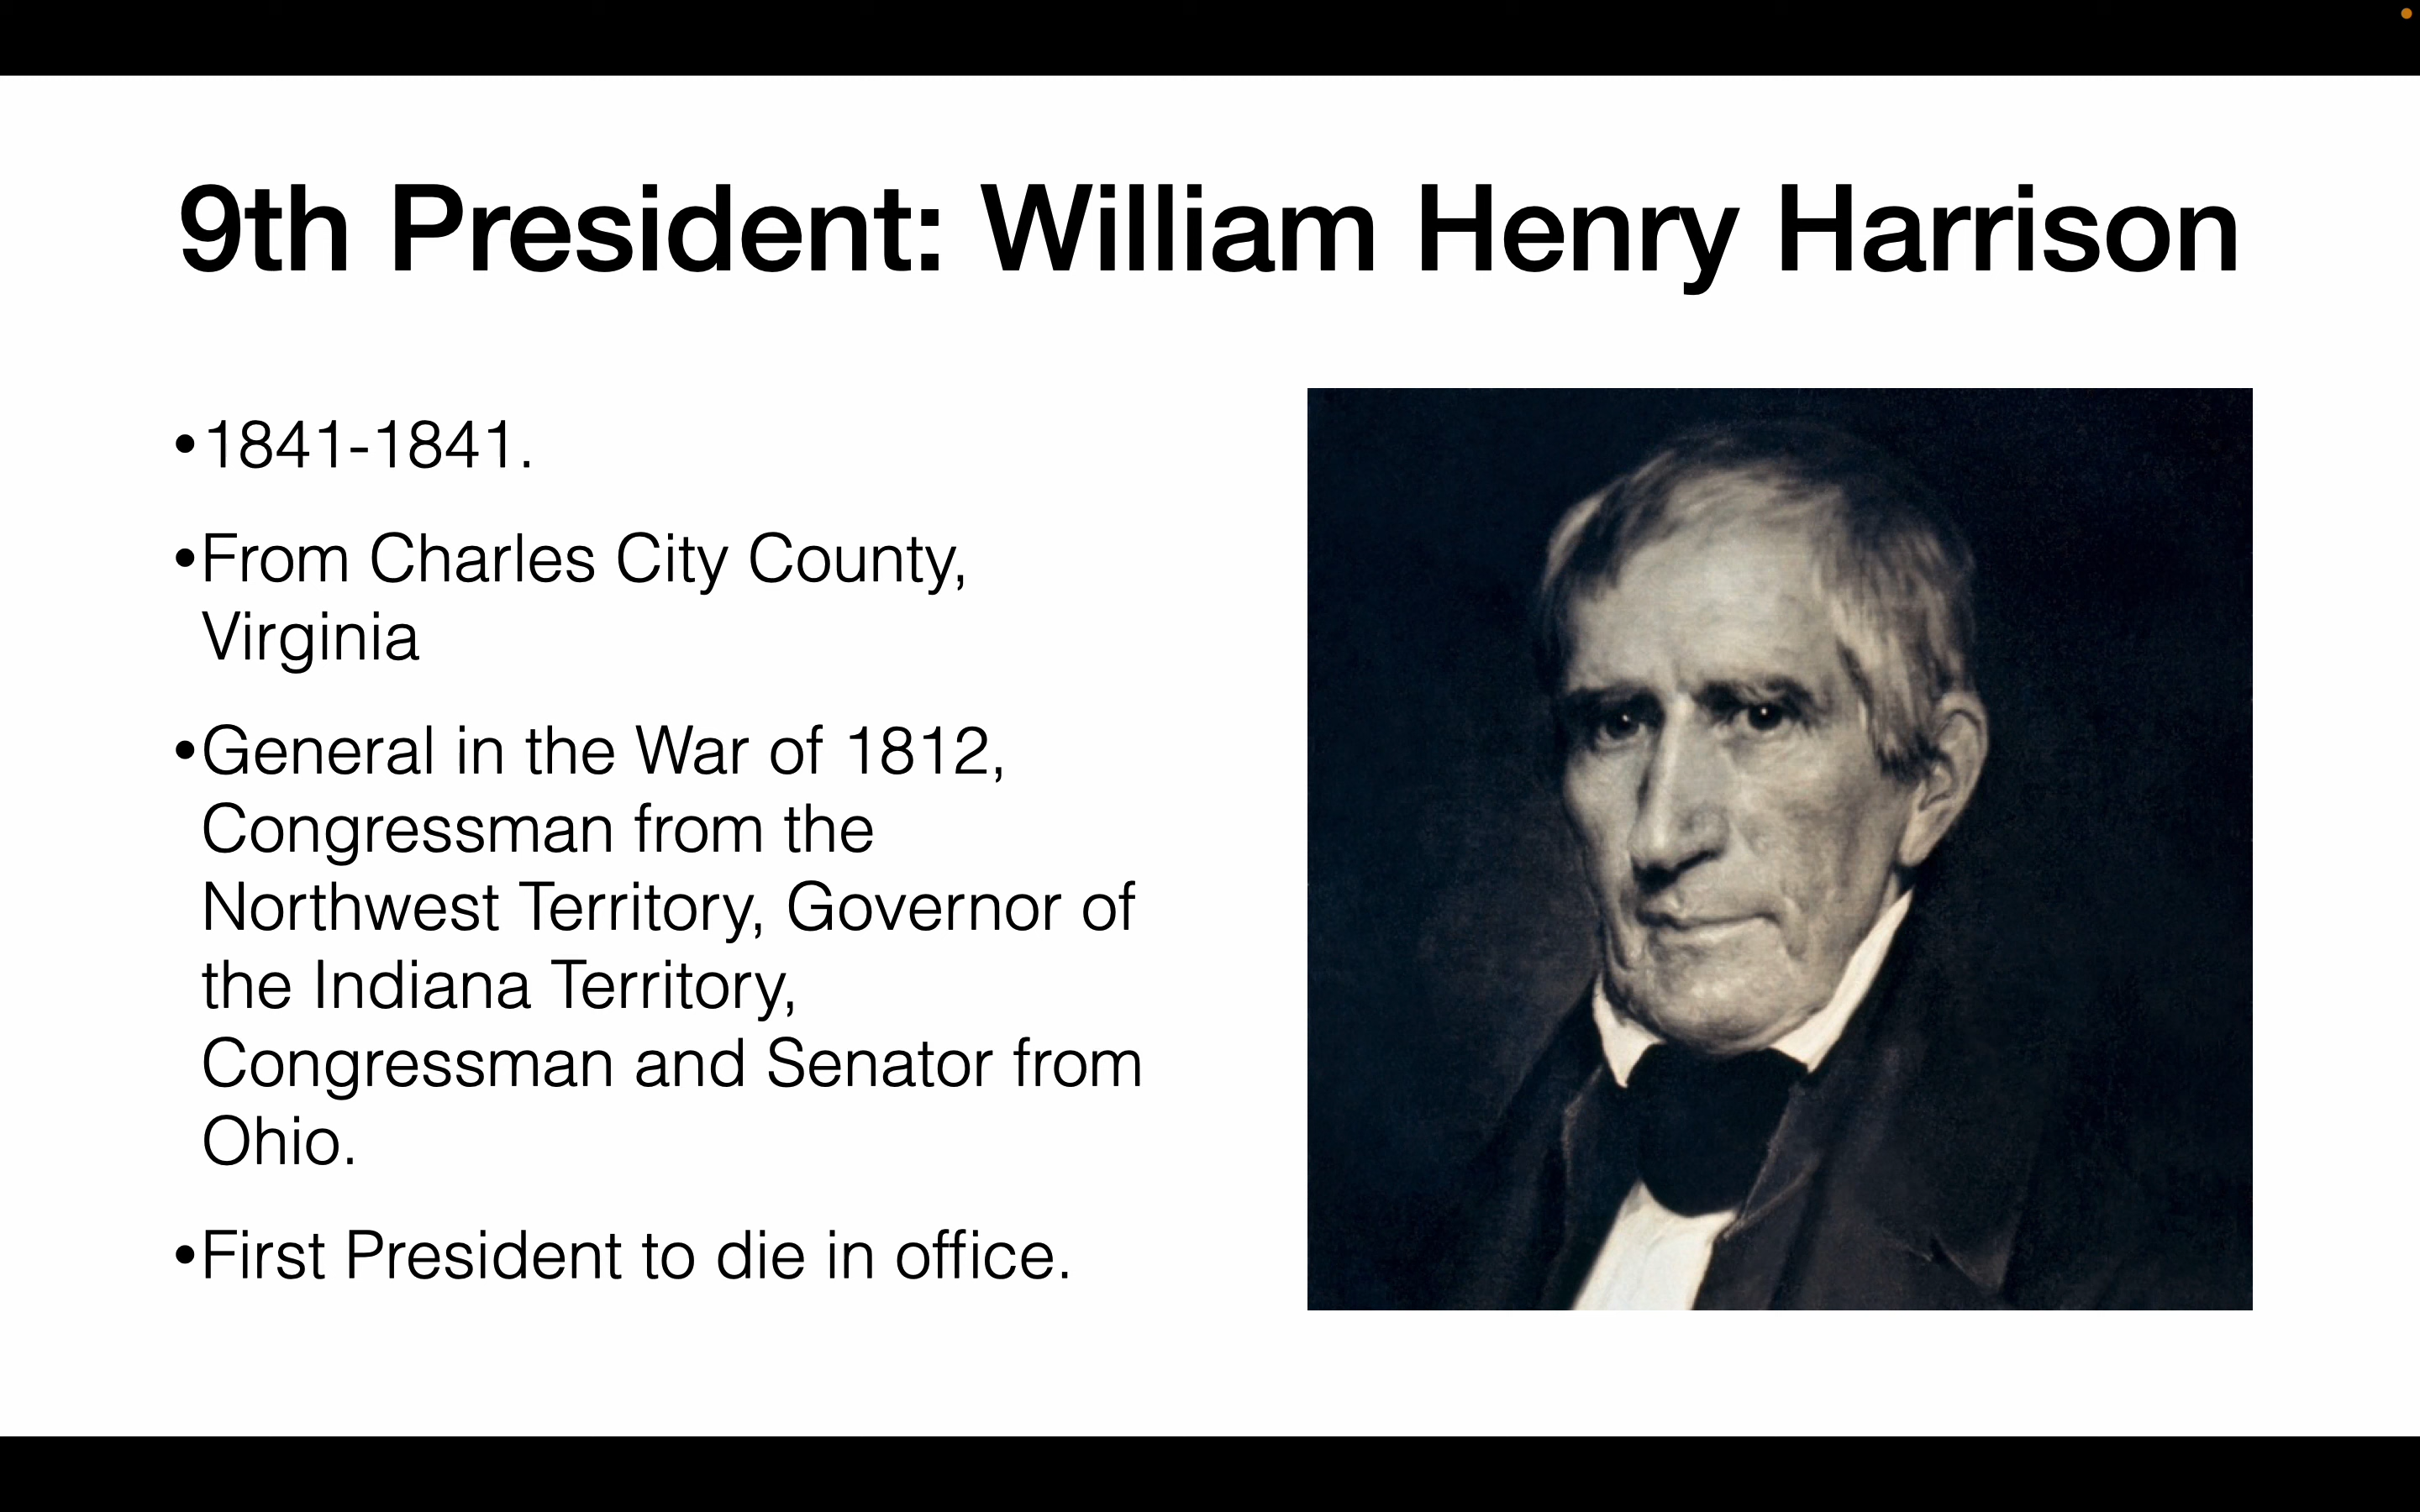 9th President: William Henry Harrison
•1841-1841.
•From Charles City County,
Virginia
•General in the War of 1812,
Congressman from the
Northwest Territory, Governor of
the Indiana Territory,
Congressman and Senator from
Ohio.
•First President to die in office.